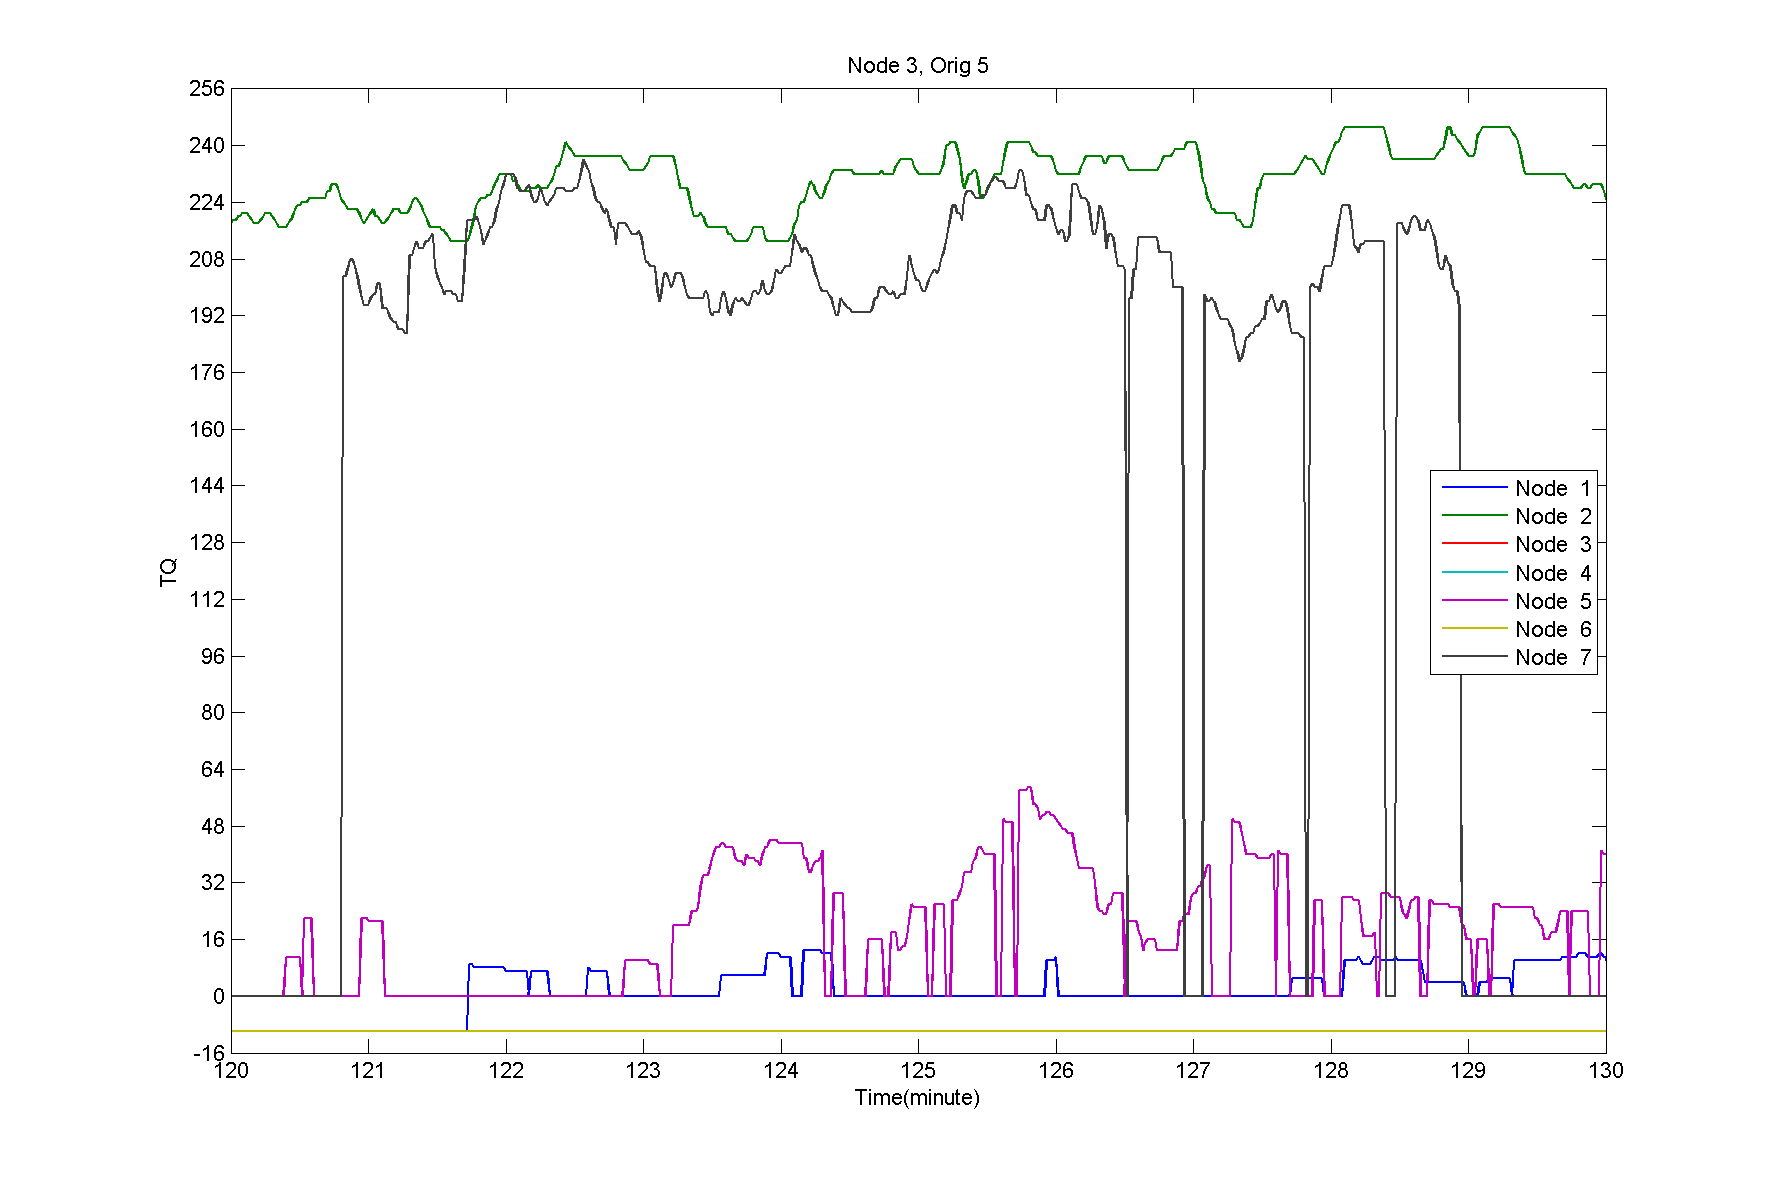 Node 3, Orig 5
256
240
224
208
192
176
160
144
128
112
96
80
64
48
32
16
0
-16
TQ
120 121 122 123 124 125 126 127 128 129 130
Time(minute)
Node 1
Node 2
Node 3
Node 4
Node 5
Node 6
Node 7